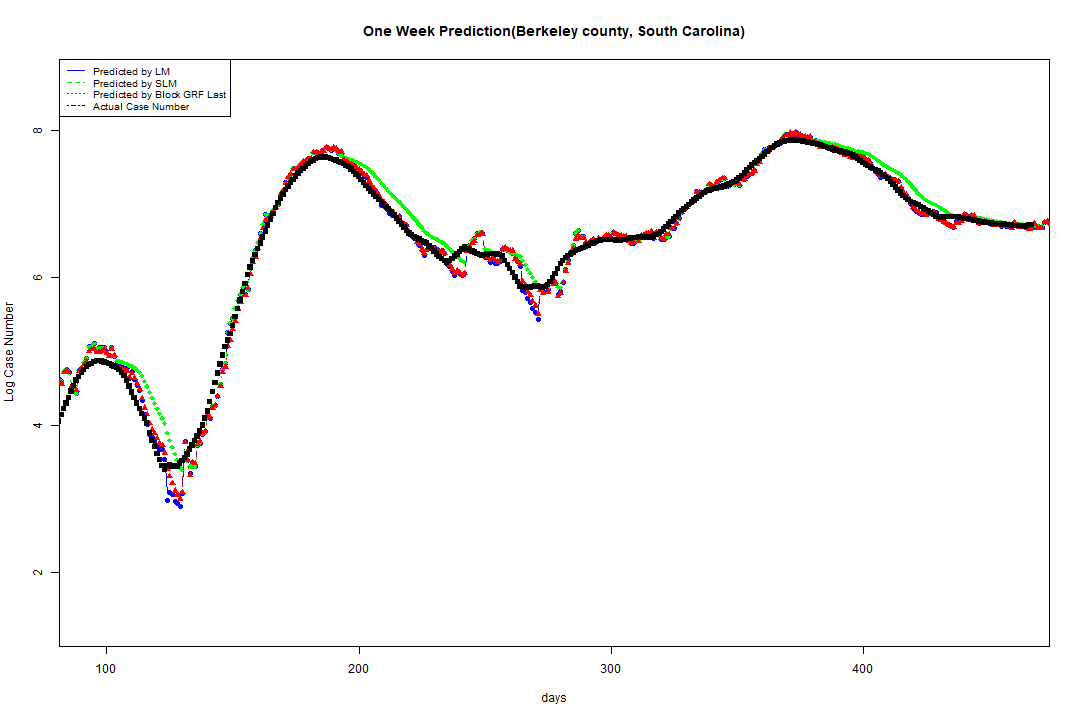 One Week Prediction(Berkeley county, South Carolina)
Predicted by LM
Predicted by SLM
Predicted by Block GRF Last
Actual Case Number
8
6
4
2
Log Case Number
100 200 300 400
days